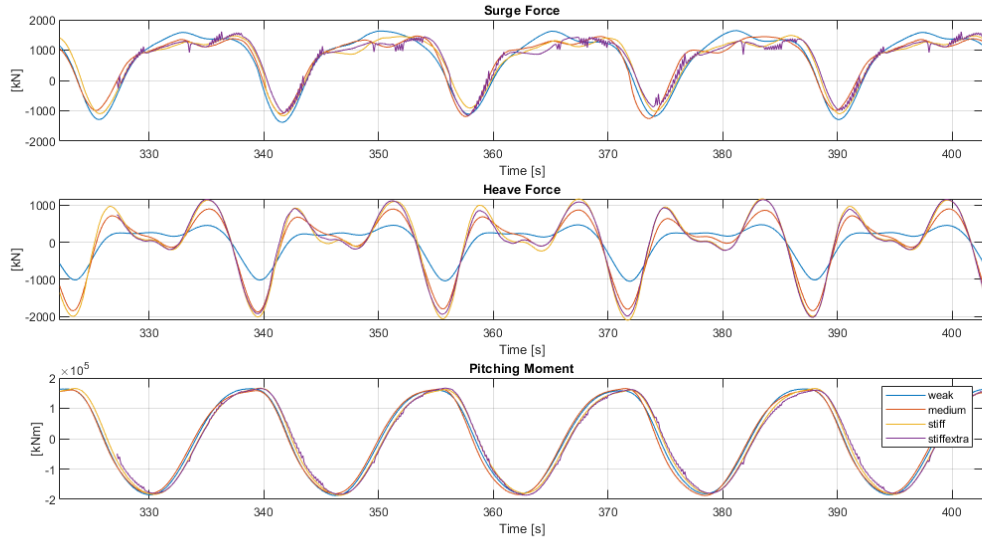 Surge Force
2000
1000
0
-1000
-2000
[kN]
330 340 350 360 370 380 390 400
Time [s]
Heave Force
1000
0
-1000
-2000
[kN]
330 340 350 360 370 380 390 400
Time [s]
×10⁵
Pitching Moment
2
1
0
-1
-2
[kNm]
weak
medium
stiff
stiffextra
330 340 350 360 370 380 390 400
Time [s]